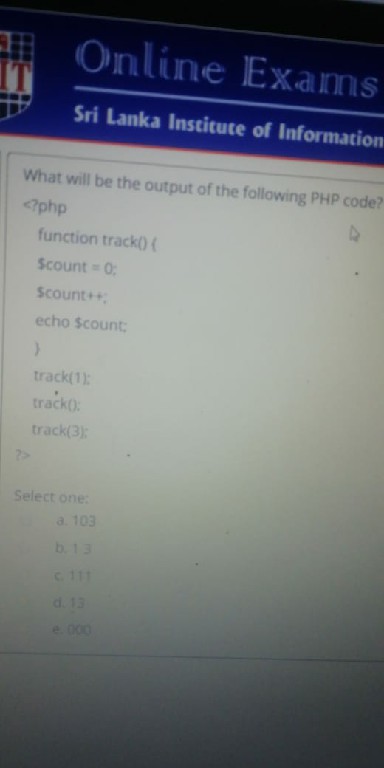 IT
Online Exams
Sri Lanka Institute of Information
What will be the output of the following PHP code?
<?php
function track() {
$count = 0;
$count++;
echo $count;
}
track(1);
track();
track(3);
?>
Select one:
a. 103
b. 1 3
c. 111
d. 13
e. 000